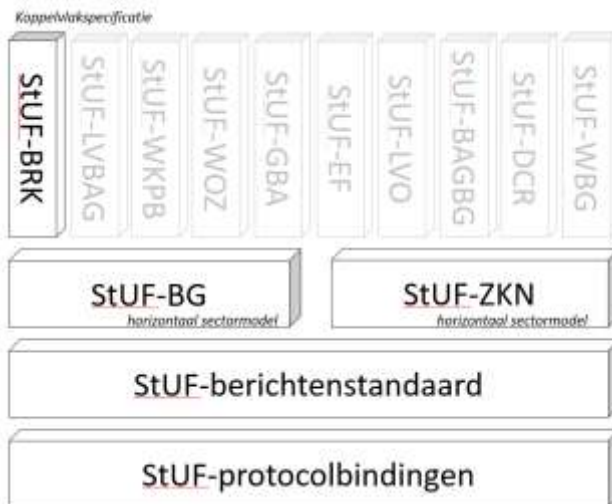 Koppelvlakspecificatie
StUF-BRK
StUF-LVBAG
StUF-WKPB
StUF-WOZ
StUF-GBA
StUF-EF
StUF-LVO
StUF-BAGBG
StUF-DCR
StUF-WBG
StUF-BG
horizontaal sectormodel
StUF-ZKN
horizontaal sectormodel
StUF-berichtenstandaard
StUF-protocolbindingen